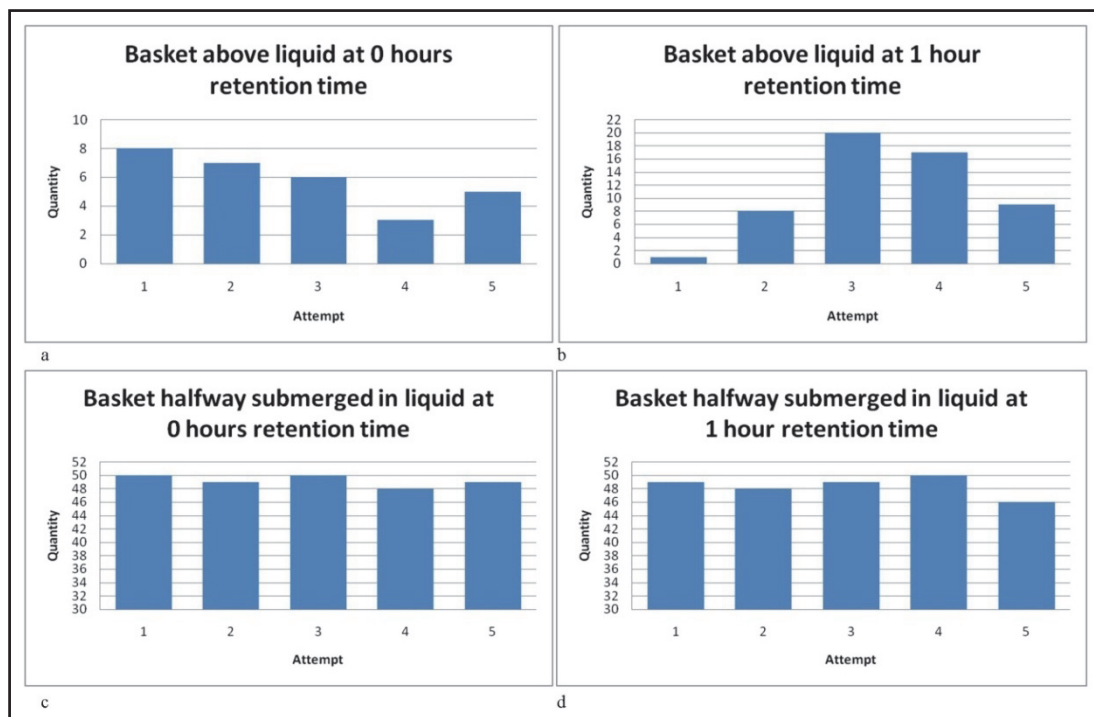 Basket above liquid at 0 hours
retention time
10
8
6
4
2
0
Quantity
1 2 3 4 5
Attempt
a
Basket above liquid at 1 hour
retention time
22
20
18
16
14
12
10
8
6
4
2
0
Quantity
1 2 3 4 5
Attempt
b
Basket halfway submerged in liquid at
0 hours retention time
52
50
48
46
44
42
40
38
36
34
32
30
Quantity
1 2 3 4 5
Attempt
c
Basket halfway submerged in liquid at
1 hour retention time
52
50
48
46
44
42
40
38
36
34
32
30
Quantity
1 2 3 4 5
Attempt
d